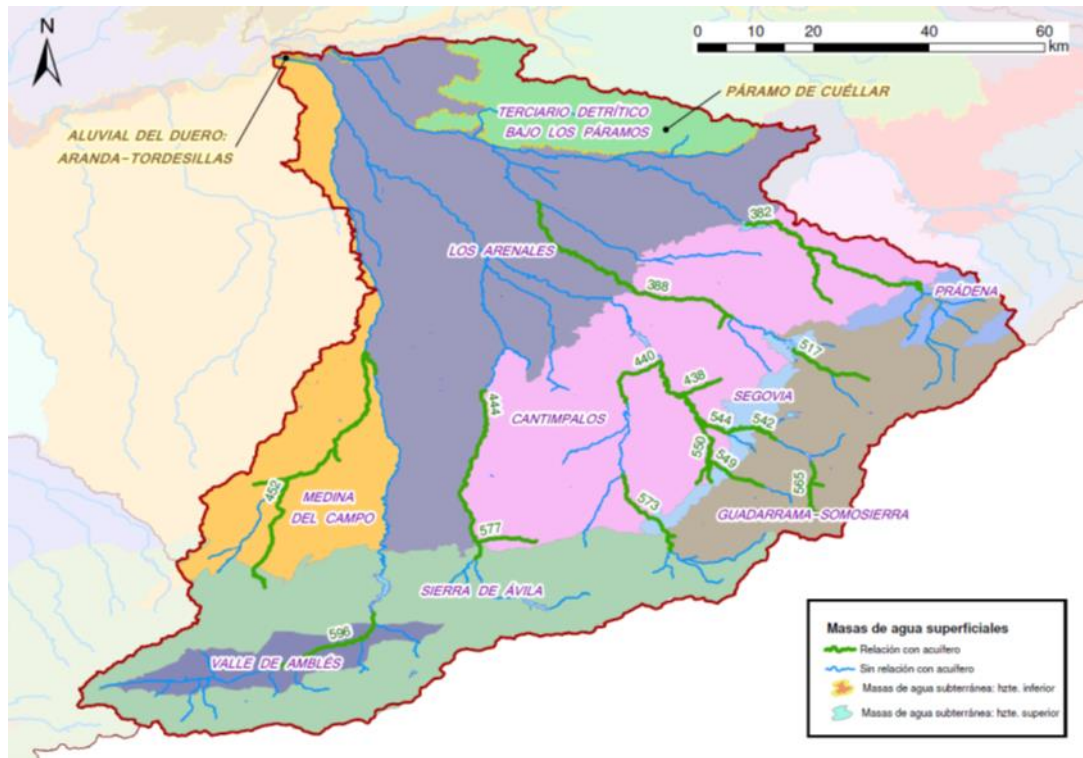 N
0 10 20 40 60
km
ALUVIAL DEL DUERO:
ARANDA-TORDESILLAS
TERCIARIO DETRÍTICO
BAJO LOS PÁRAMOS
PÁRAMO DE CUÉLLAR
382
LOS ARENALES
388
PRÁDENA
517
440
438
SEGOVIA
444
CANTIMPALOS
544
542
550
549
565
452
MEDINA
DEL CAMPO
573
GUADARRAMA-SOMOSIERRA
577
SIERRA DE ÁVILA
596
VALLE DE AMBLÉS
Masas de agua superficiales
Relación con acuífero
Sin relación con acuífero
Masas de agua subterránea: hzte. inferior
Masas de agua subterránea: hzte. superior